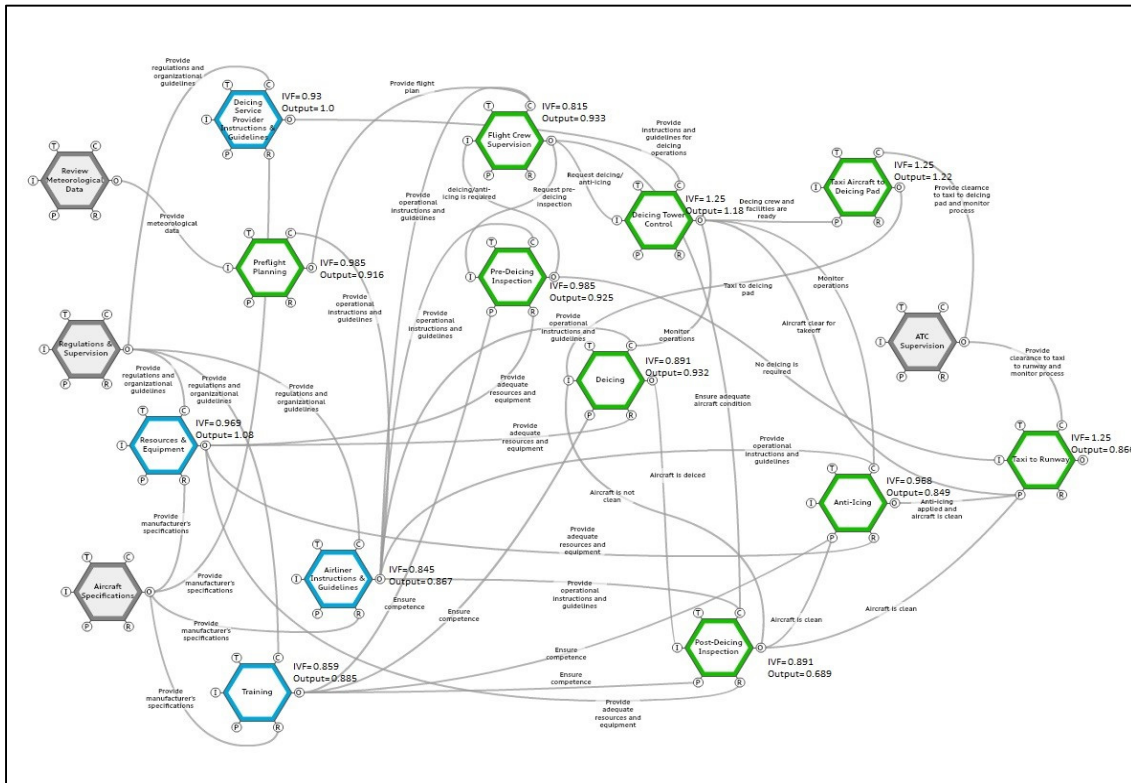 Provide
regulations and
organizational
guidelines
T
C
I
O
P
R
Deicing
Service
Provider
Instructions &
Guidelines
IVF= 0.93
Output= 1.0
Provide flight
plan
T
C
I
O
P
R
Flight Crew
Supervision
IVF= 0.815
Output= 0.933
Provide
instructions and
guidelines for
deicing
operations
T
C
I
O
P
R
Review
Meteorological
Data
Provide
meteorological
data
Provide
operational
instructions and
guidelines
deicing/anti-
icing is required
Request pre-
deicing
inspection
Request deicing/
anti-icing
T
C
I
O
P
R
Deicing Tower
Control
IVF= 1.25
Output= 1.18
Decing crew and
facilities are
ready
T
C
I
O
P
R
Taxi Aircraft to
Deicing Pad
IVF= 1.25
Output= 1.22
Provide clearnce
to taxi to deicing
pad and monitor
process
T
C
I
O
P
R
Preflight
Planning
IVF= 0.985
Output= 0.916
T
C
I
O
P
R
Pre-Deicing
Inspection
IVF= 0.985
Output= 0.925
Taxi to deicing
pad
Monitor
operations
Provide
operational
instructions and
guidelines
Provide
operational
instructions and
guidelines
Provide
operational
instructions and
guidelines
Monitor
operations
Aircraft clear for
takeoff
T
C
I
O
P
R
Regulations &
Supervision
T
C
I
O
P
R
ATC
Supervision
Provide
clearance to taxi
to runway and
monitor process
Provide
regulations and
organizational
guidelines
Provide
regulations and
organizational
guidelines
Provide
regulations and
organizational
guidelines
Provide
adequate
resources and
equipment
T
C
I
O
P
R
Deicing
IVF= 0.891
Output= 0.932
No deicing is
required
Ensure adequate
aircraft condition
T
C
I
O
P
R
Resources &
Equipment
IVF= 0.969
Output= 1.08
Provide
adequate
resources and
equipment
Provide
operational
instructions and
guidelines
T
C
I
O
P
R
Taxi to Runway
IVF= 1.25
Output= 0.860
Aircraft is deiced
Aircraft is not
clean
T
C
I
O
P
R
Anti-Icing
IVF= 0.968
Output= 0.849
Anti-icing
applied and
aircraft is clean
Provide
manufacturer's
specifications
Provide
adequate
resources and
equipment
T
C
I
O
P
R
Aircraft
Specifications
Provide
manufacturer's
specifications
T
C
I
O
P
R
Airliner
Instructions &
Guidelines
IVF= 0.845
Output= 0.867
Ensure
competence
Ensure
competence
Provide
operational
instructions and
guidelines
Aircraft is clean
Aircraft is clean
T
C
I
O
P
R
Post-Deicing
Inspection
IVF= 0.891
Output= 0.689
Ensure
competence
Ensure
competence
T
C
I
O
P
R
Training
IVF= 0.859
Output= 0.885
Provide
manufacturer's
specifications
Provide
adequate
resources and
equipment